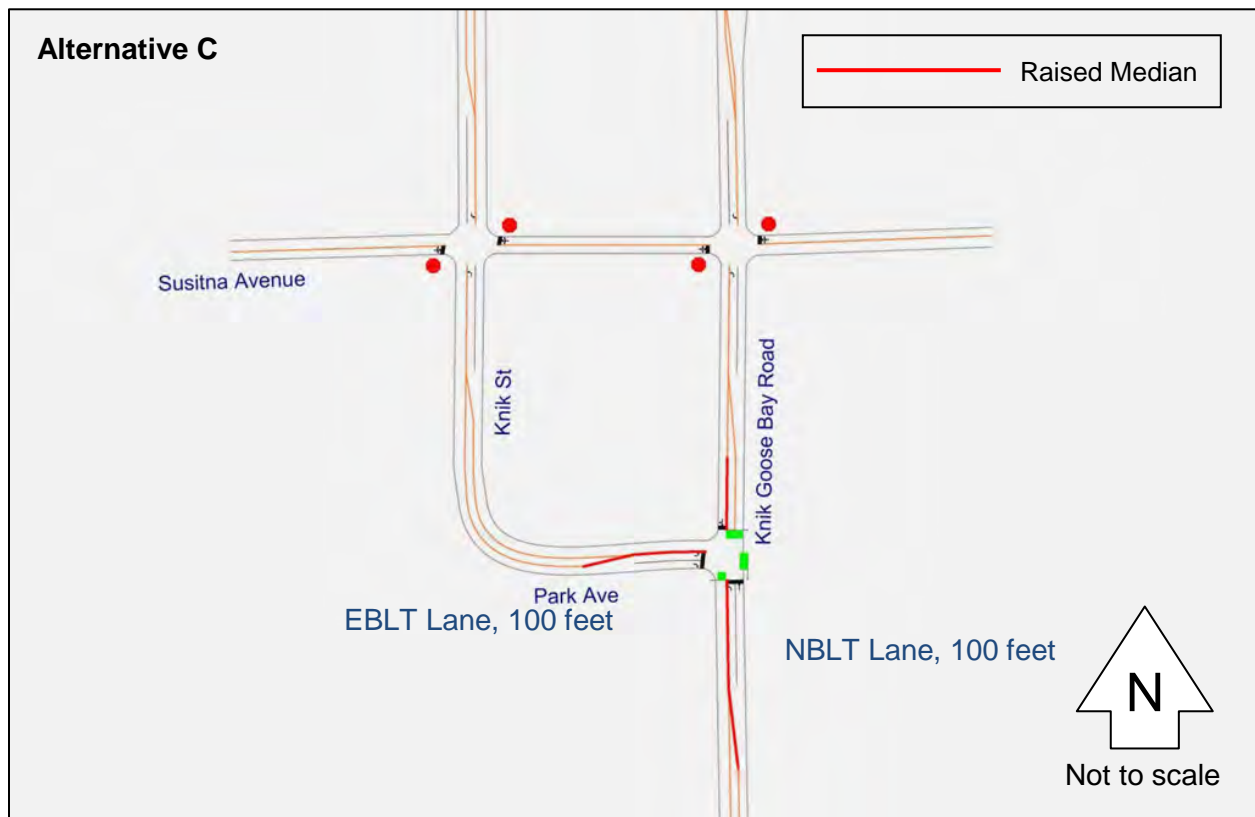 Alternative C
Raised Median
Susitna Avenue
Knik St
Knik Goose Bay Road
Park Ave
EBLT Lane, 100 feet
NBLT Lane, 100 feet
N
Not to scale